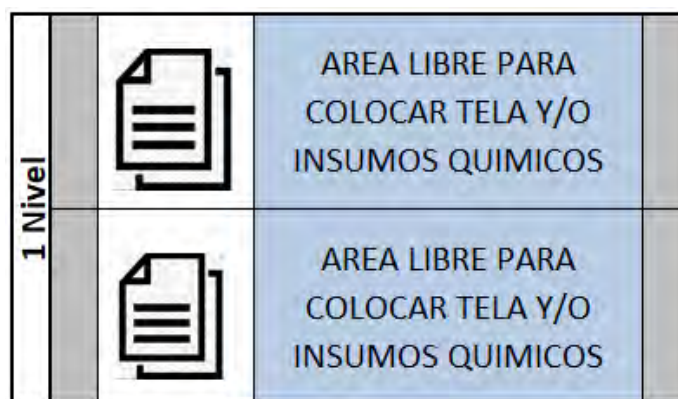 1 Nivel
AREA LIBRE PARA
COLOCAR TELA Y/O
INSUMOS QUIMICOS
AREA LIBRE PARA
COLOCAR TELA Y/O
INSUMOS QUIMICOS